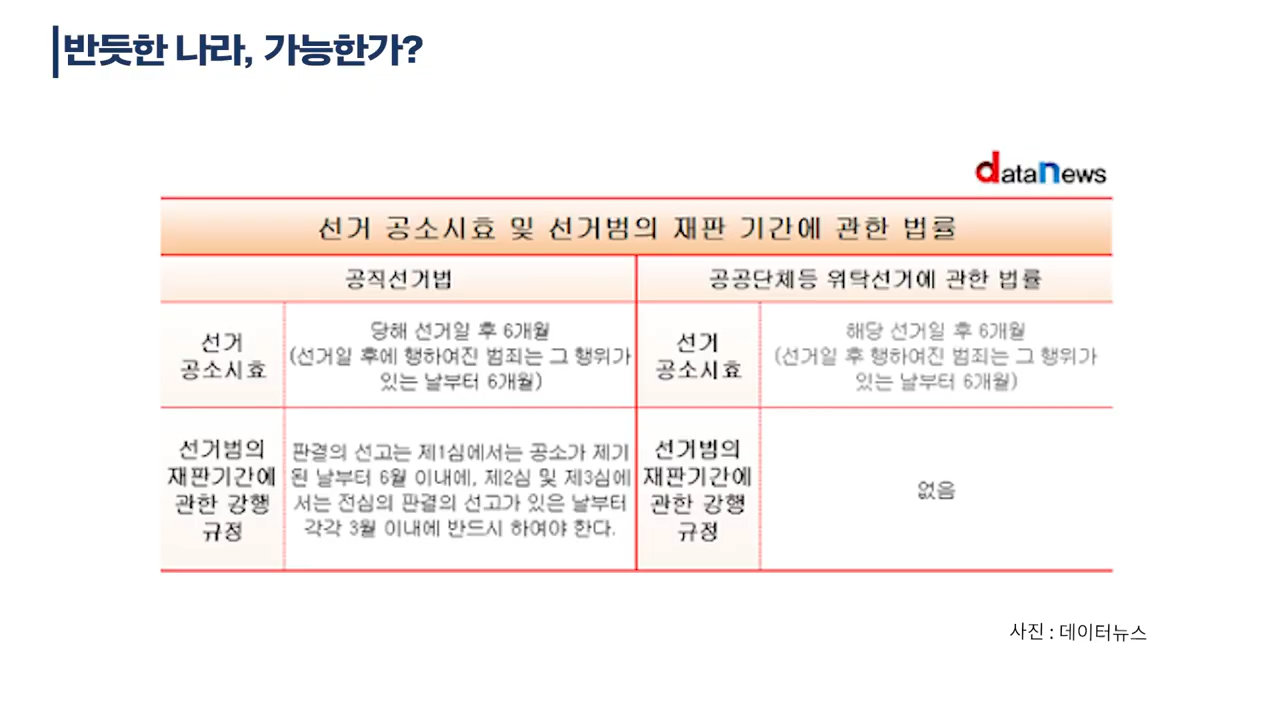 반듯한 나라, 가능한가?
dataNews
선거 공소시효 및 선거범의 재판 기간에 관한 법률
공직선거법
공공단체등 위탁선거에 관한 법률
선거
공소시효
당해 선거일 후 6개월
(선거일 후에 행하여진 범죄는 그 행위가
있는 날부터 6개월)
선거
공소시효
해당 선거일 후 6개월
(선거일 후 행하여진 범죄는 그 행위가
있는 날부터 6개월)
선거범의
재판기간에
관한 강행
규정
판결의 선고는 제1심에서는 공소가 제기
된 날부터 6월 이내에, 제2심 및 제3심에
서는 전심의 판결의 선고가 있은 날부터
각각 3월 이내에 반드시 하여야 한다.
선거범의
재판기간에
관한 강행
규정
없음
사진 : 데이터뉴스